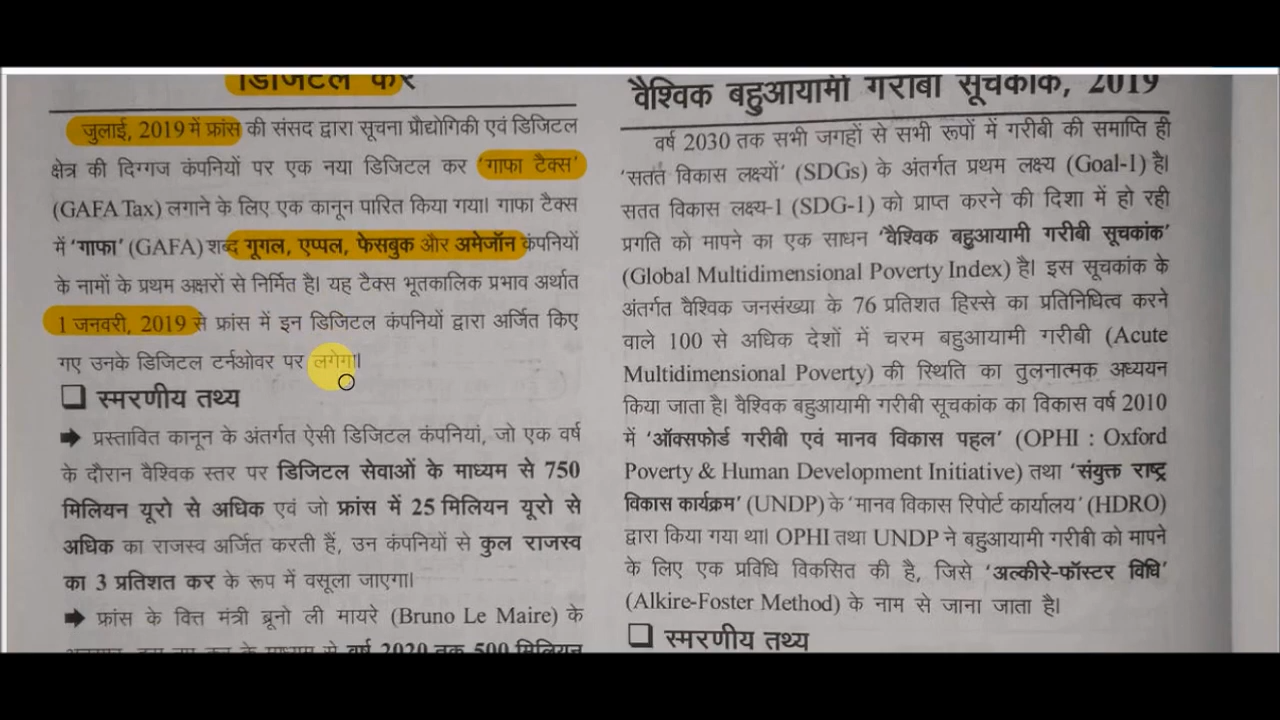 डिजिटल कर
जुलाई, 2019 में फ्रांस की संसद द्वारा सूचना प्रौद्योगिकी एवं डिजिटल
क्षेत्र की दिग्गज कंपनियों पर एक नया डिजिटल कर 'गाफा टैक्स'
(GAFA Tax) लगाने के लिए एक कानून पारित किया गया। गाफा टैक्स
में 'गाफा' (GAFA) शब्द गूगल, एप्पल, फेसबुक और अमेजॉन कंपनियों
के नामों के प्रथम अक्षरों से निर्मित है। यह टैक्स भूतकालिक प्रभाव अर्थात
1 जनवरी, 2019 से फ्रांस में इन डिजिटल कंपनियों द्वारा अर्जित किए
गए उनके डिजिटल टर्नओवर पर लगेगा।
❑ स्मरणीय तथ्य
➡ प्रस्तावित कानून के अंतर्गत ऐसी डिजिटल कंपनियां, जो एक वर्ष
के दौरान वैश्विक स्तर पर डिजिटल सेवाओं के माध्यम से 750
मिलियन यूरो से अधिक एवं जो फ्रांस में 25 मिलियन यूरो से
अधिक का राजस्व अर्जित करती हैं, उन कंपनियों से कुल राजस्व
का 3 प्रतिशत कर के रूप में वसूला जाएगा।
➡ फ्रांस के वित्त मंत्री ब्रूनो ली मायरे (Bruno Le Maire) के
वर्ष 2020 तक 500 मिलियन
वैश्विक बहुआयामी गरीबी सूचकांक, 2019
वर्ष 2030 तक सभी जगहों से सभी रूपों में गरीबी की समाप्ति ही
'सतत विकास लक्ष्यों' (SDGs) के अंतर्गत प्रथम लक्ष्य (Goal-1) है।
सतत विकास लक्ष्य-1 (SDG-1) को प्राप्त करने की दिशा में हो रही
प्रगति को मापने का एक साधन 'वैश्विक बहुआयामी गरीबी सूचकांक'
(Global Multidimensional Poverty Index) है। इस सूचकांक के
अंतर्गत वैश्विक जनसंख्या के 76 प्रतिशत हिस्से का प्रतिनिधित्व करने
वाले 100 से अधिक देशों में चरम बहुआयामी गरीबी (Acute
Multidimensional Poverty) की स्थिति का तुलनात्मक अध्ययन
किया जाता है। वैश्विक बहुआयामी गरीबी सूचकांक का विकास वर्ष 2010
में 'ऑक्सफोर्ड गरीबी एवं मानव विकास पहल' (OPHI : Oxford
Poverty & Human Development Initiative) तथा 'संयुक्त राष्ट्र
विकास कार्यक्रम' (UNDP) के 'मानव विकास रिपोर्ट कार्यालय' (HDRO)
द्वारा किया गया था। OPHI तथा UNDP ने बहुआयामी गरीबी को मापने
के लिए एक प्रविधि विकसित की है, जिसे 'अल्कीरे-फॉस्टर विधि'
(Alkire-Foster Method) के नाम से जाना जाता है।
❑ स्मरणीय तथ्य